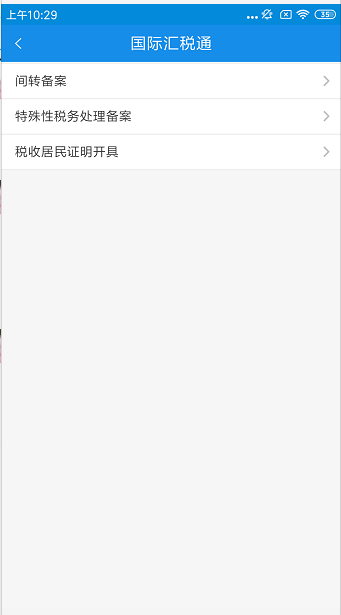 上午10:29
35
国际汇税通
间转备案
特殊性税务处理备案
税收居民证明开具